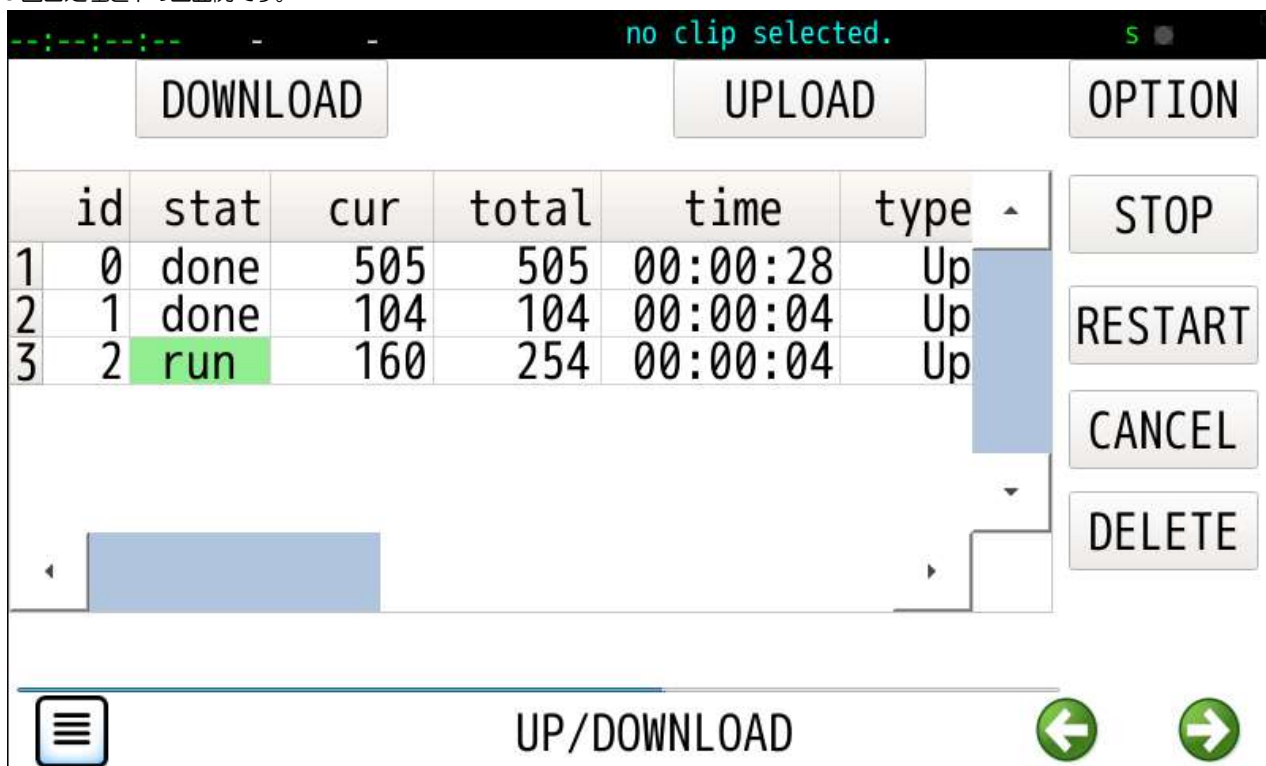 --:--:--:-- - - no clip selected. S
DOWNLOAD UPLOAD OPTION
id stat cur total time type
1 0 done 505 505 00:00:28 Up
2 1 done 104 104 00:00:04 Up
3 2 run 160 254 00:00:04 Up
STOP
RESTART
CANCEL
DELETE
UP/DOWNLOAD